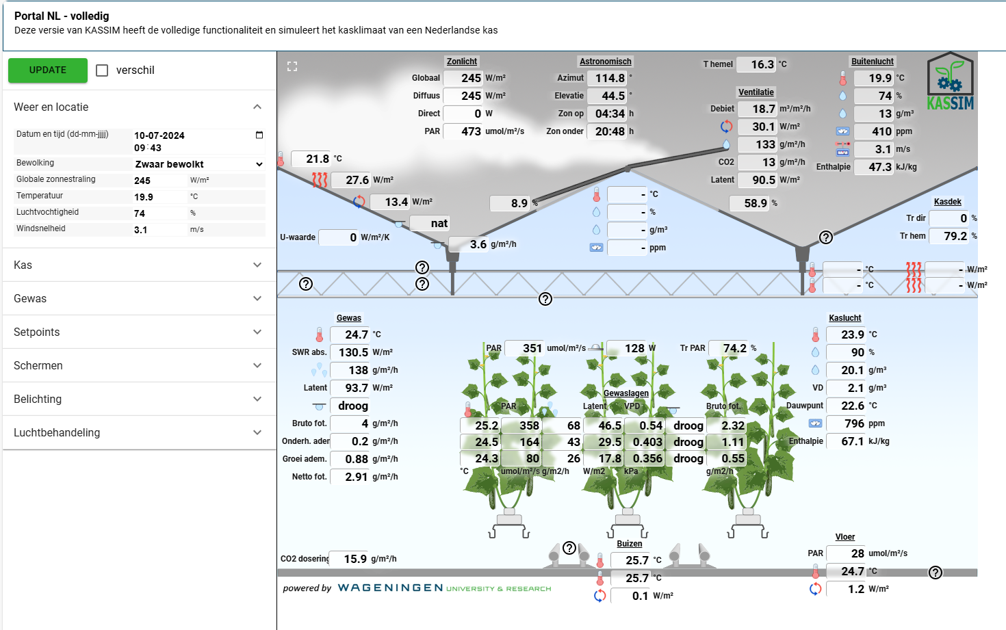 Portal NL - volledig
Deze versie van KASSIM heeft de volledige functionaliteit en simuleert het kasklimaat van een Nederlandse kas
UPDATE
verschil
Weer en locatie
Datum en tijd (dd-mm-jjjj) 10-07-2024
09:43
Bewolking Zwaar bewolkt
Globale zonnestraling 245 W/m²
Temperatuur 19.9 °C
Luchtvochtigheid 74 %
Windsnelheid 3.1 m/s
Kas
Gewas
Setpoints
Schermen
Belichting
Luchtbehandeling
Zonlicht
Globaal 245 W/m²
Diffuus 245 W/m²
Direct 0 W
PAR 473 umol/m²/s
Astronomisch
Azimut 114.8 °
Elevatie 44.5 °
Zon op 04:34 h
Zon onder 20:48 h
T hemel 16.3 °C
Ventilatie
Debiet 18.7 m³/m²/h
30.1 W/m²
133 g/m²/h
CO2 13 g/m²/h
Latent 90.5 W/m²
Buitenlucht
19.9 °C
74 %
13 g/m³
410 ppm
3.1 m/s
Enthalpie 47.3 kJ/kg
KASSIM
21.8 °C
27.6 W/m²
13.4 W/m²
nat
3.6 g/m²/h
U-waarde 0 W/m²/K
8.9 %
58.9 %
- °C
- %
- g/m³
- ppm
Kasdek
Tr dir 0 %
Tr hem 79.2 %
- °C - W/m²
- °C - W/m²
Gewas
24.7 °C
SWR abs. 130.5 W/m²
138 g/m²/h
Latent 93.7 W/m²
droog
Bruto fot. 4 g/m²/h
Onderh. adem 0.2 g/m²/h
Groei adem. 0.88 g/m²/h
Netto fot. 2.91 g/m²/h
CO2 dosering 15.9 g/m²/h
PAR 351 umol/m²/s 128 W Tr PAR 74.2 %
Gewaslagen
PAR Latent VPD Bruto fot.
25.2 358 68 46.5 0.54 droog 2.32
24.5 164 43 29.5 0.403 droog 1.11
24.3 80 26 17.8 0.356 droog 0.55
°C umol/m²/s g/m2/h W/m2 kPa g/m2/h
Kaslucht
23.9 °C
90 %
20.1 g/m³
VD 2.1 g/m³
Dauwpunt 22.6 °C
796 ppm
Enthalpie 67.1 kJ/kg
Buizen
25.7 °C
25.7 °C
0.1 W/m²
Vloer
PAR 28 umol/m²/s
24.7 °C
1.2 W/m²
powered by WAGENINGEN UNIVERSITY & RESEARCH